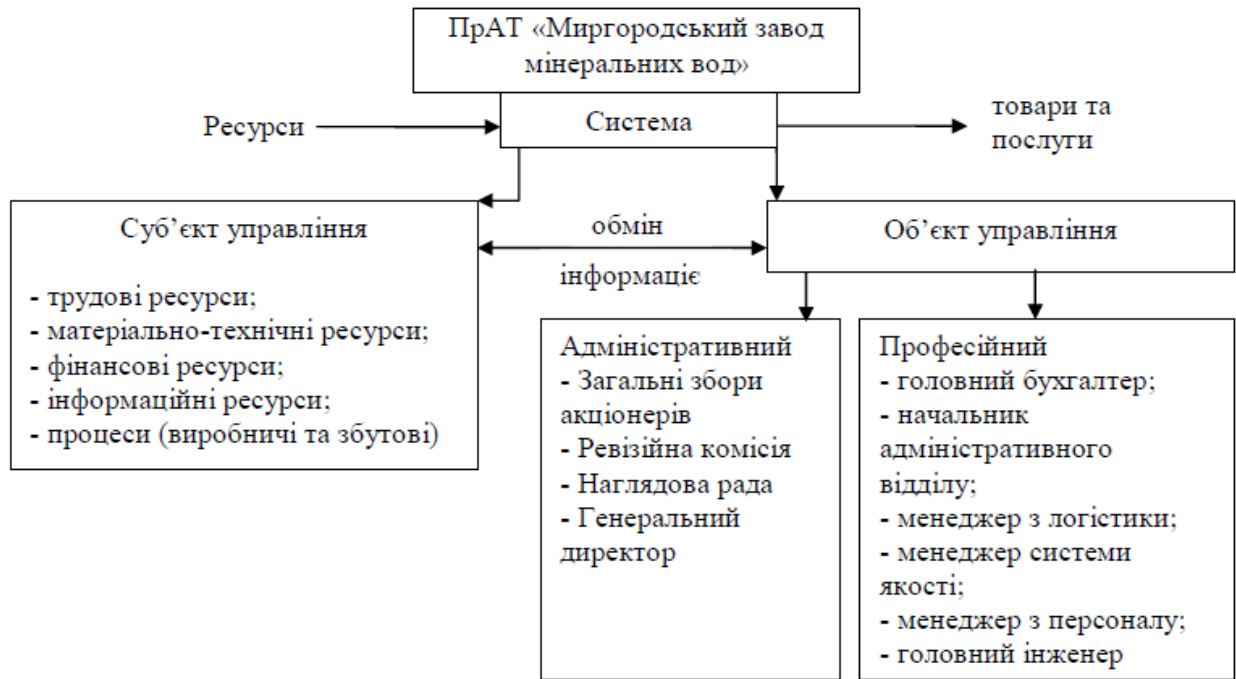 ПрАТ «Миргородський завод
мінеральних вод»
Ресурси
Система
товари та
послуги
Суб’єкт управління
- трудові ресурси;
- матеріально-технічні ресурси;
- фінансові ресурси;
- інформаційні ресурси;
- процеси (виробничі та збутові)
обмін
інформаціє
Об’єкт управління
Адміністративний
- Загальні збори
акціонерів
- Ревізійна комісія
- Наглядова рада
- Генеральний
директор
Професійний
- головний бухгалтер;
- начальник
адміністративного
відділу;
- менеджер з логістики;
- менеджер системи
якості;
- менеджер з персоналу;
- головний інженер